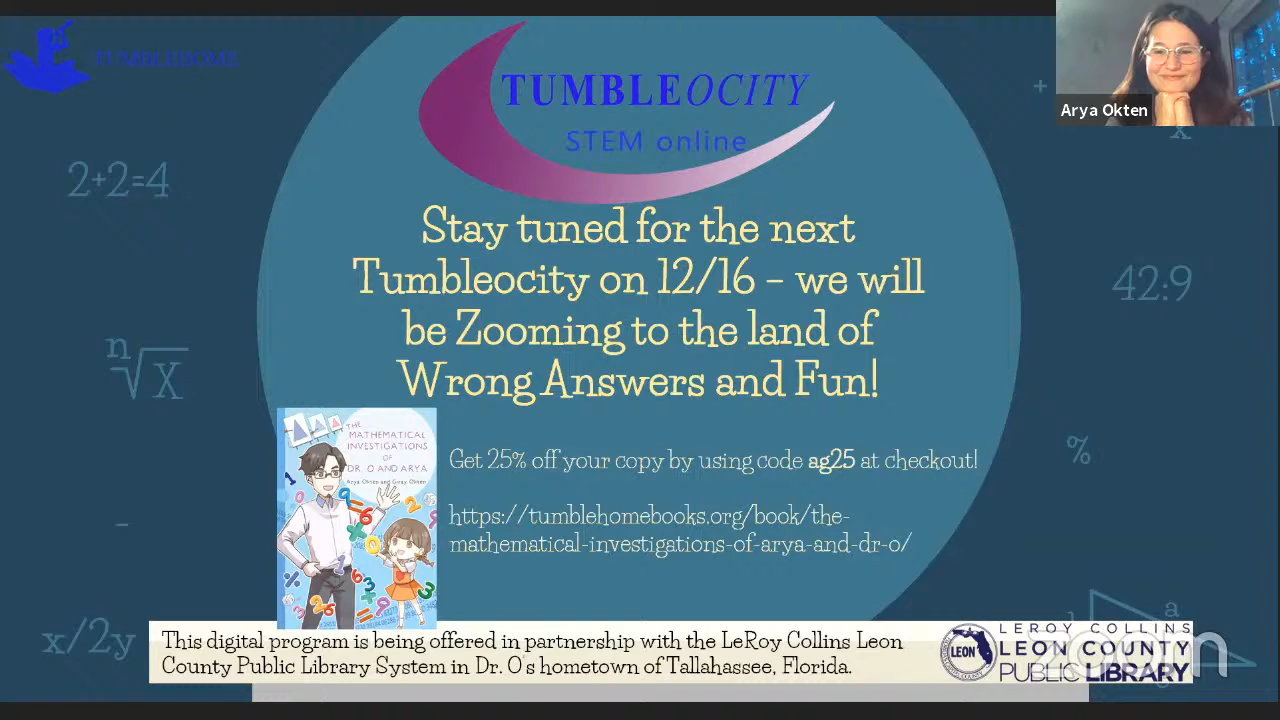 TUMBLEHOME
TUMBLEOCITY
STEM online
Arya Okten
+
x
2+2=4
Stay tuned for the next
Tumbleocity on 12/16 - we will
be Zooming to the land of
Wrong Answers and Fun!
42:9
n√x
THE
MATHEMATICAL
INVESTIGATIONS
OF
DR. O AND ARYA
Arya Okten and Giray Okten
Get 25% off your copy by using code ag25 at checkout!
%
https://tumblehomebooks.org/book/the-
mathematical-investigations-of-arya-and-dr-o/
-
x/2y
a
This digital program is being offered in partnership with the LeRoy Collins Leon
County Public Library System in Dr. O's hometown of Tallahassee, Florida.
LEON
LEROY COLLINS
LEON COUNTY
PUBLIC LIBRARY
zoom